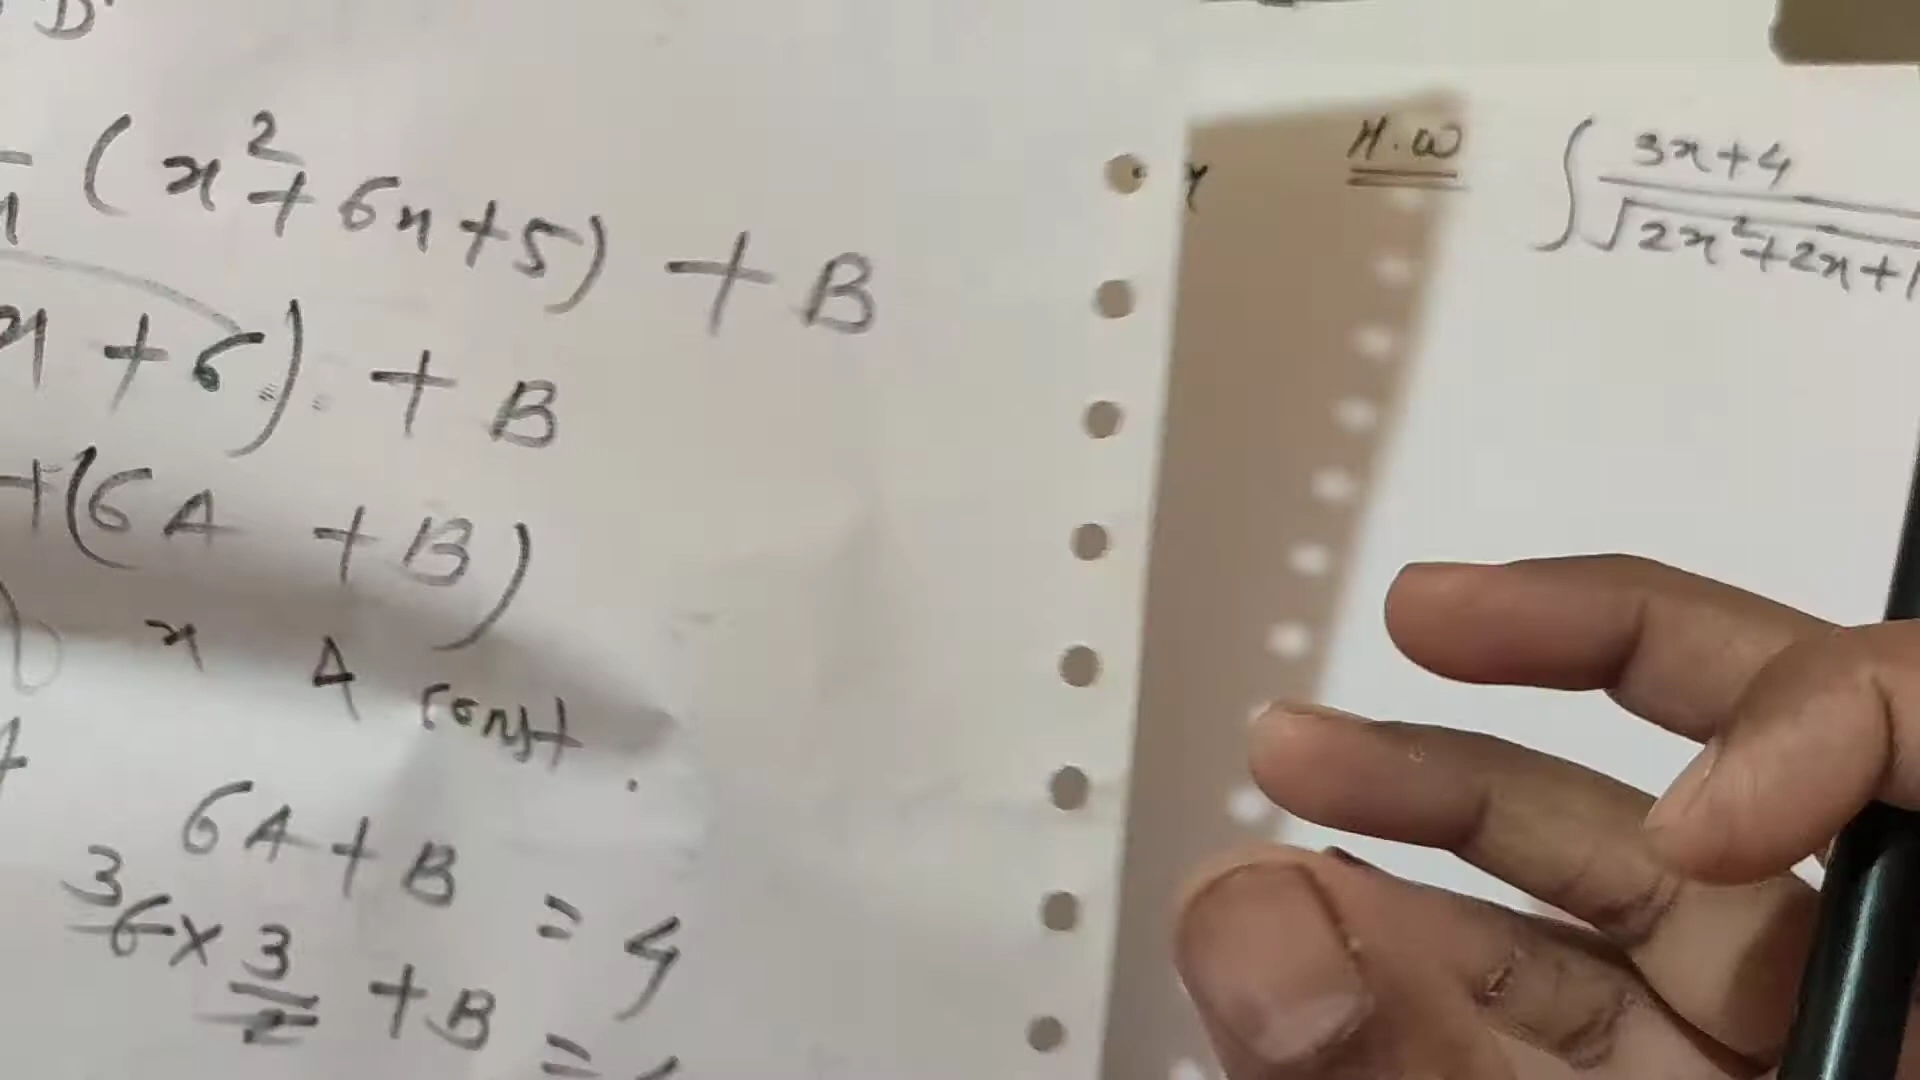 D
(x² + 6x + 5) + B
x + 6) + B
+ (6A + B)
x A const.
6A + B = 4
6 × 3/2 + B =
3
H.W
∫ 3x+4 / √2x²+2x+1